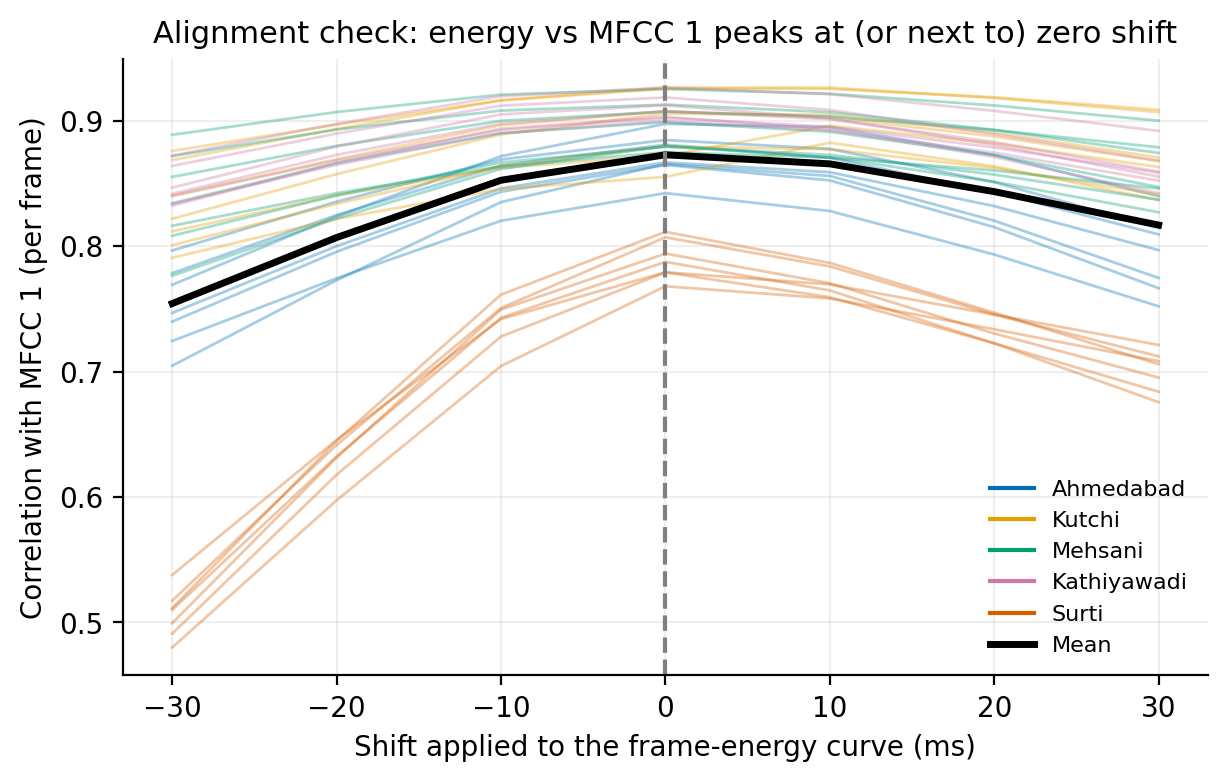 Alignment check: energy vs MFCC 1 peaks at (or next to) zero shift
Correlation with MFCC 1 (per frame)
0.9
0.8
0.7
0.6
0.5
Ahmedabad
Kutchi
Mehsani
Kathiyawadi
Surti
Mean
−30 −20 −10 0 10 20 30
Shift applied to the frame-energy curve (ms)